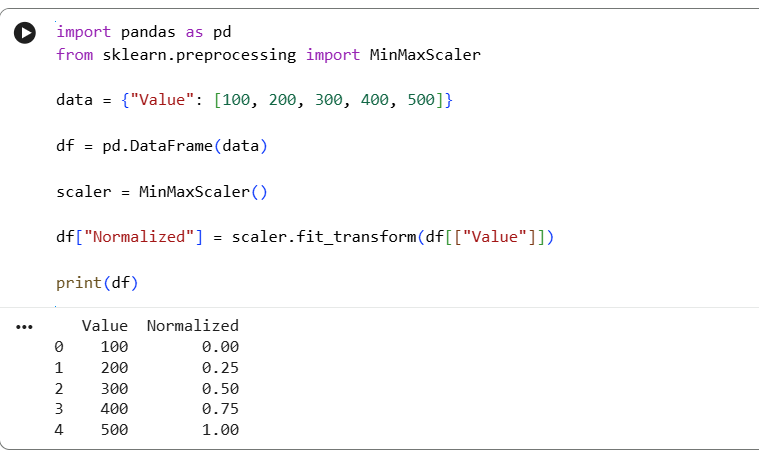 import pandas as pd
from sklearn.preprocessing import MinMaxScaler
data = {"Value": [100, 200, 300, 400, 500]}
df = pd.DataFrame(data)
scaler = MinMaxScaler()
df["Normalized"] = scaler.fit_transform(df[["Value"]])
print(df)
   Value  Normalized
0    100        0.00
1    200        0.25
2    300        0.50
3    400        0.75
4    500        1.00